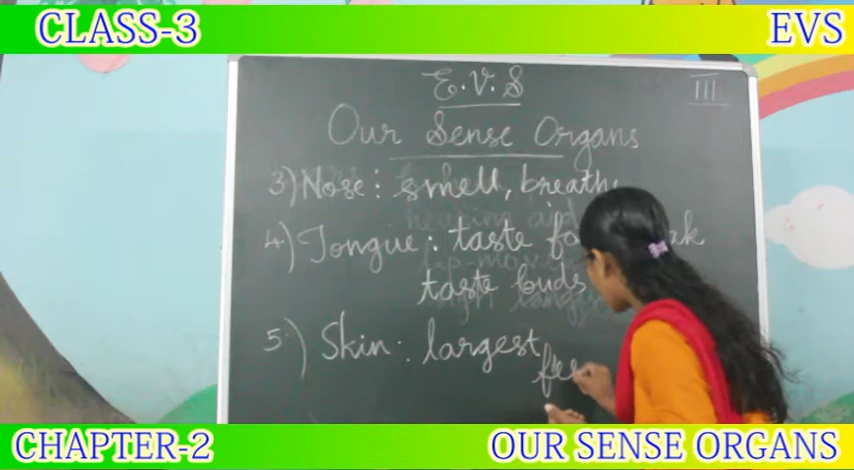 CLASS-3 EVS
E.V.S III
Our Sense Organs
3) Nose: smell, breath
4) Tongue: taste
taste buds
5) Skin: largest
CHAPTER-2 OUR SENSE ORGANS